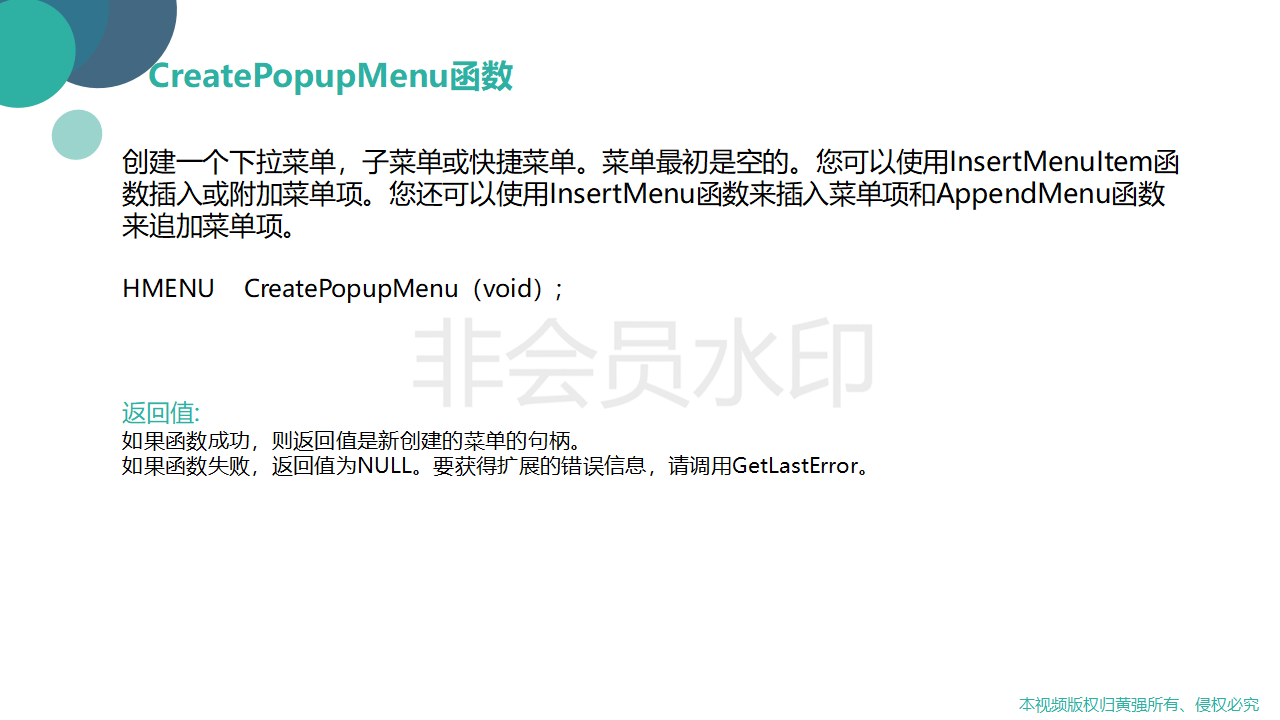 CreatePopupMenu函数
创建一个下拉菜单，子菜单或快捷菜单。菜单最初是空的。您可以使用InsertMenuItem函
数插入或附加菜单项。您还可以使用InsertMenu函数来插入菜单项和AppendMenu函数
来追加菜单项。
HMENU CreatePopupMenu（void）;
非会员水印
返回值:
如果函数成功，则返回值是新创建的菜单的句柄。
如果函数失败，返回值为NULL。要获得扩展的错误信息，请调用GetLastError。
本视频版权归黄强所有、侵权必究